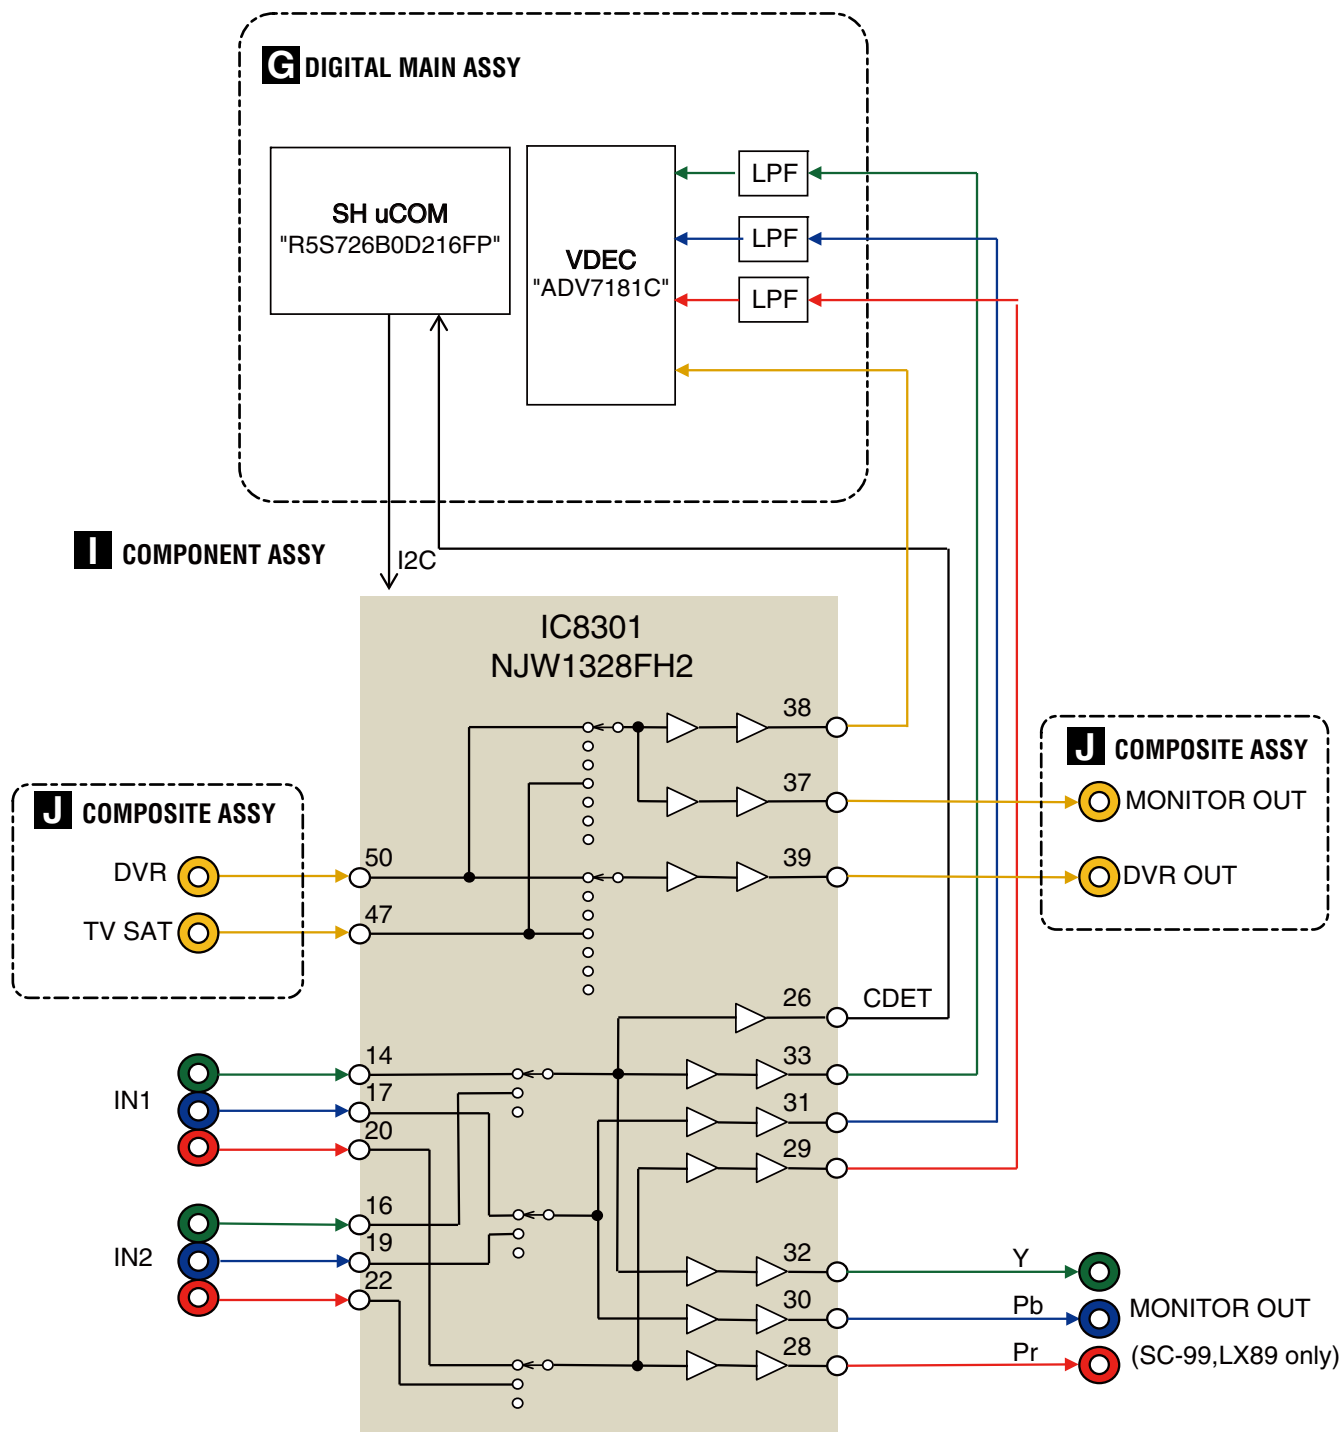 G DIGITAL MAIN ASSY
SH uCOM
"R5S726B0D216FP"
VDEC
"ADV7181C"
LPF
LPF
LPF
I COMPONENT ASSY
I2C
IC8301
NJW1328FH2
38
37
39
J COMPOSITE ASSY
MONITOR OUT
DVR OUT
J COMPOSITE ASSY
DVR
TV SAT
50
47
26
CDET
14
17
20
33
31
29
IN1
16
19
22
IN2
32
30
28
Y
Pb
Pr
MONITOR OUT
(SC-99,LX89 only)